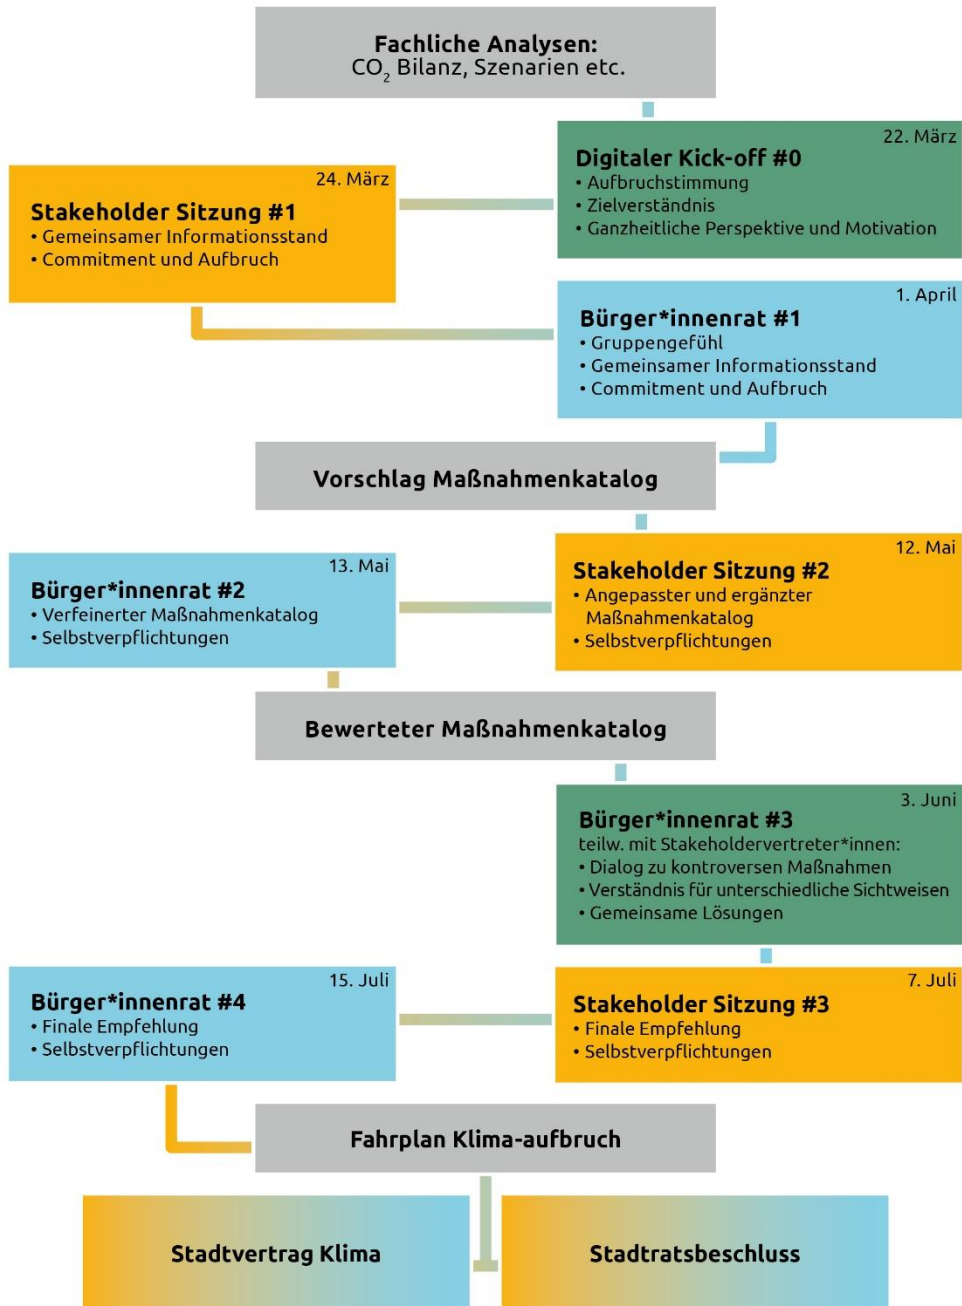 Fachliche Analysen:
CO₂ Bilanz, Szenarien etc.
22. März
Digitaler Kick-off #0
• Aufbruchstimmung
• Zielverständnis
• Ganzheitliche Perspektive und Motivation
24. März
Stakeholder Sitzung #1
• Gemeinsamer Informationsstand
• Commitment und Aufbruch
1. April
Bürger*innenrat #1
• Gruppengefühl
• Gemeinsamer Informationsstand
• Commitment und Aufbruch
Vorschlag Maßnahmenkatalog
12. Mai
Stakeholder Sitzung #2
• Angepasster und ergänzter
Maßnahmenkatalog
• Selbstverpflichtungen
13. Mai
Bürger*innenrat #2
• Verfeinerter Maßnahmenkatalog
• Selbstverpflichtungen
Bewerteter Maßnahmenkatalog
3. Juni
Bürger*innenrat #3
teilw. mit Stakeholdervertreter*innen:
• Dialog zu kontroversen Maßnahmen
• Verständnis für unterschiedliche Sichtweisen
• Gemeinsame Lösungen
7. Juli
Stakeholder Sitzung #3
• Finale Empfehlung
• Selbstverpflichtungen
15. Juli
Bürger*innenrat #4
• Finale Empfehlung
• Selbstverpflichtungen
Fahrplan Klima-aufbruch
Stadtvertrag Klima
Stadtratsbeschluss